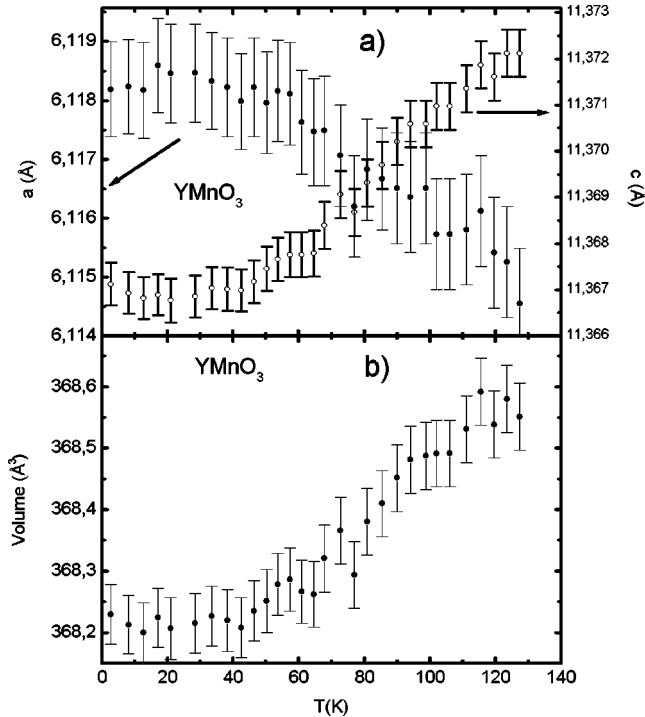 a)
6,119
6,118
6,117
6,116
6,115
6,114
a (Å)
YMnO₃
11,373
11,372
11,371
11,370
11,369
11,368
11,367
11,366
c (Å)
YMnO₃
b)
368,6
368,5
368,4
368,3
368,2
Volume (Å³)
0 20 40 60 80 100 120 140
T(K)